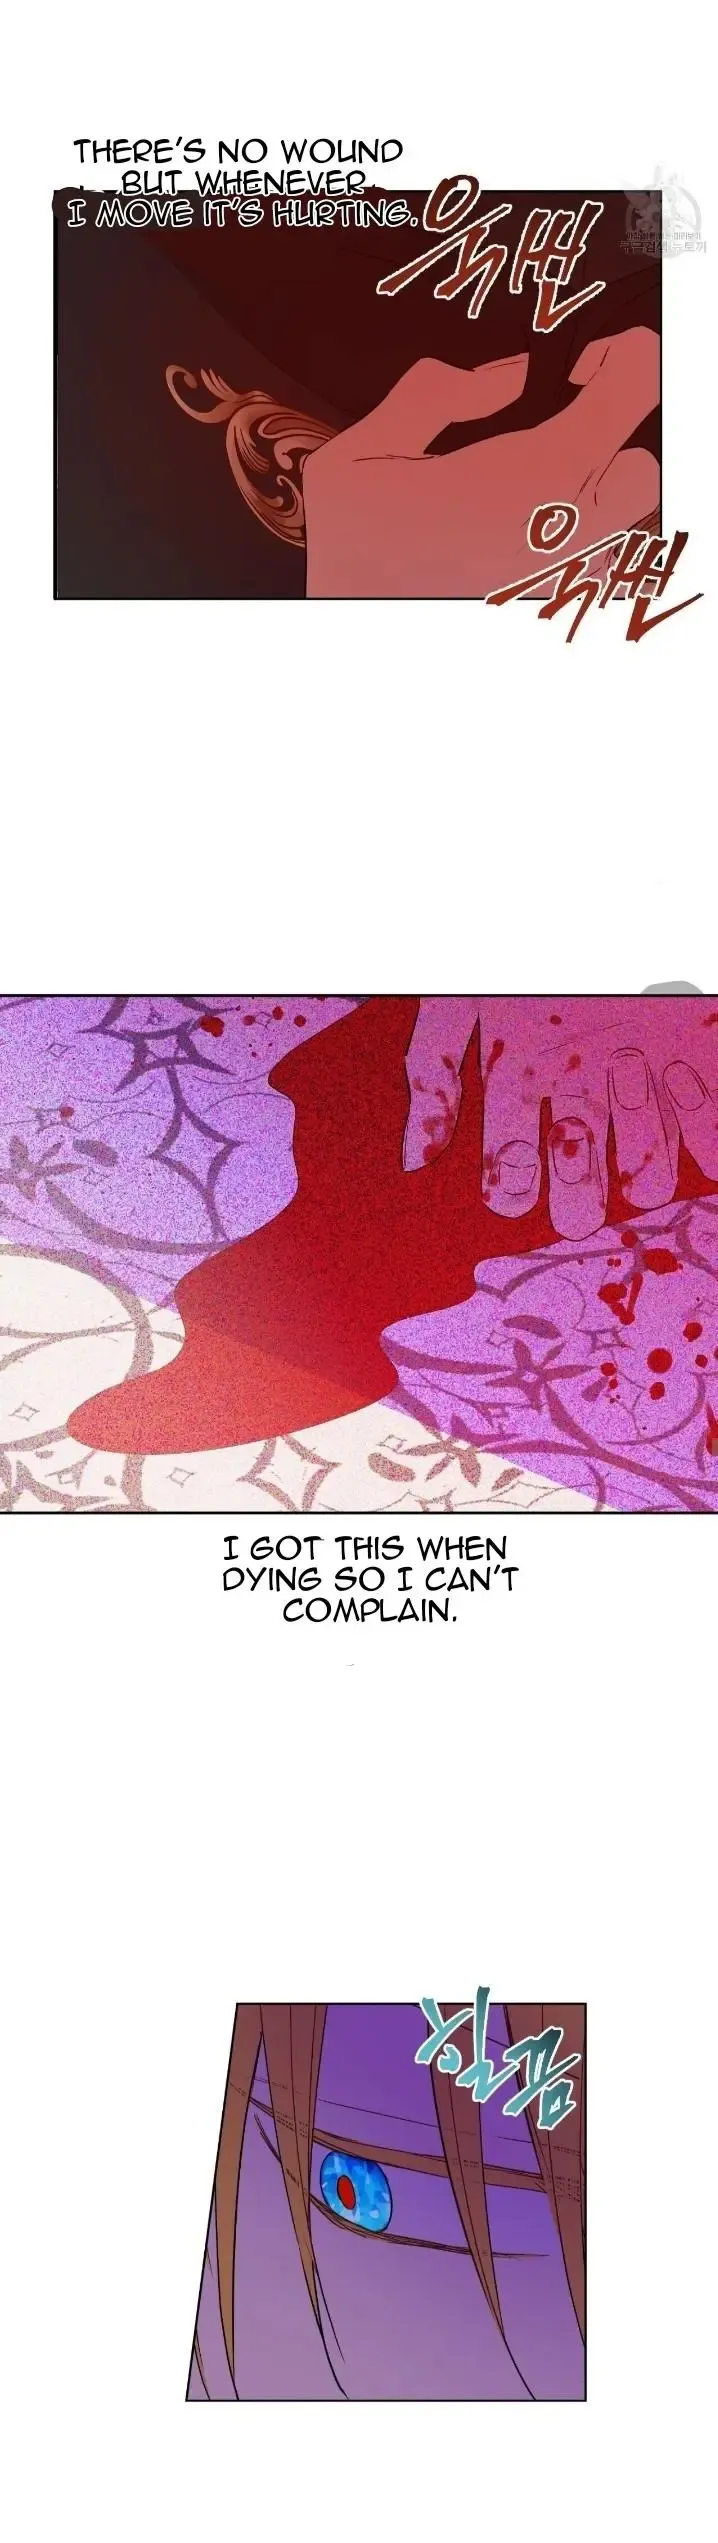 THERE'S NO WOUND
BUT WHENEVER
I MOVE IT'S HURTING.
욱씬
욱씬
I GOT THIS WHEN
DYING SO I CAN'T
COMPLAIN.
힐끔